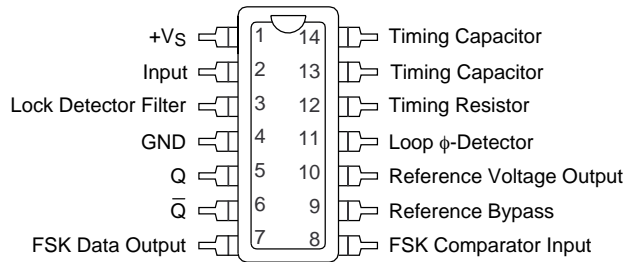 +VS 1 14 Timing Capacitor
Input 2 13 Timing Capacitor
Lock Detector Filter 3 12 Timing Resistor
GND 4 11 Loop ϕ-Detector
Q 5 10 Reference Voltage Output
Q̅ 6 9 Reference Bypass
FSK Data Output 7 8 FSK Comparator Input